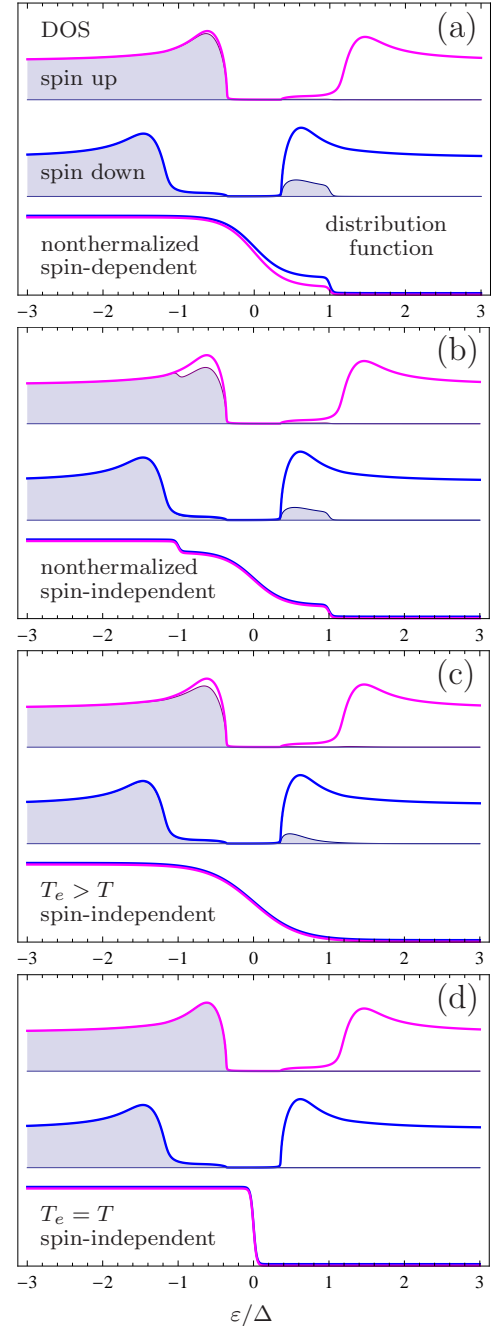 DOS
(a)
spin up
spin down
distribution
function
nonthermalized
spin-dependent
−3 −2 −1 0 1 2 3
(b)
nonthermalized
spin-independent
−3 −2 −1 0 1 2 3
(c)
T_e > T
spin-independent
−3 −2 −1 0 1 2 3
(d)
T_e = T
spin-independent
−3 −2 −1 0 1 2 3
ε/Δ